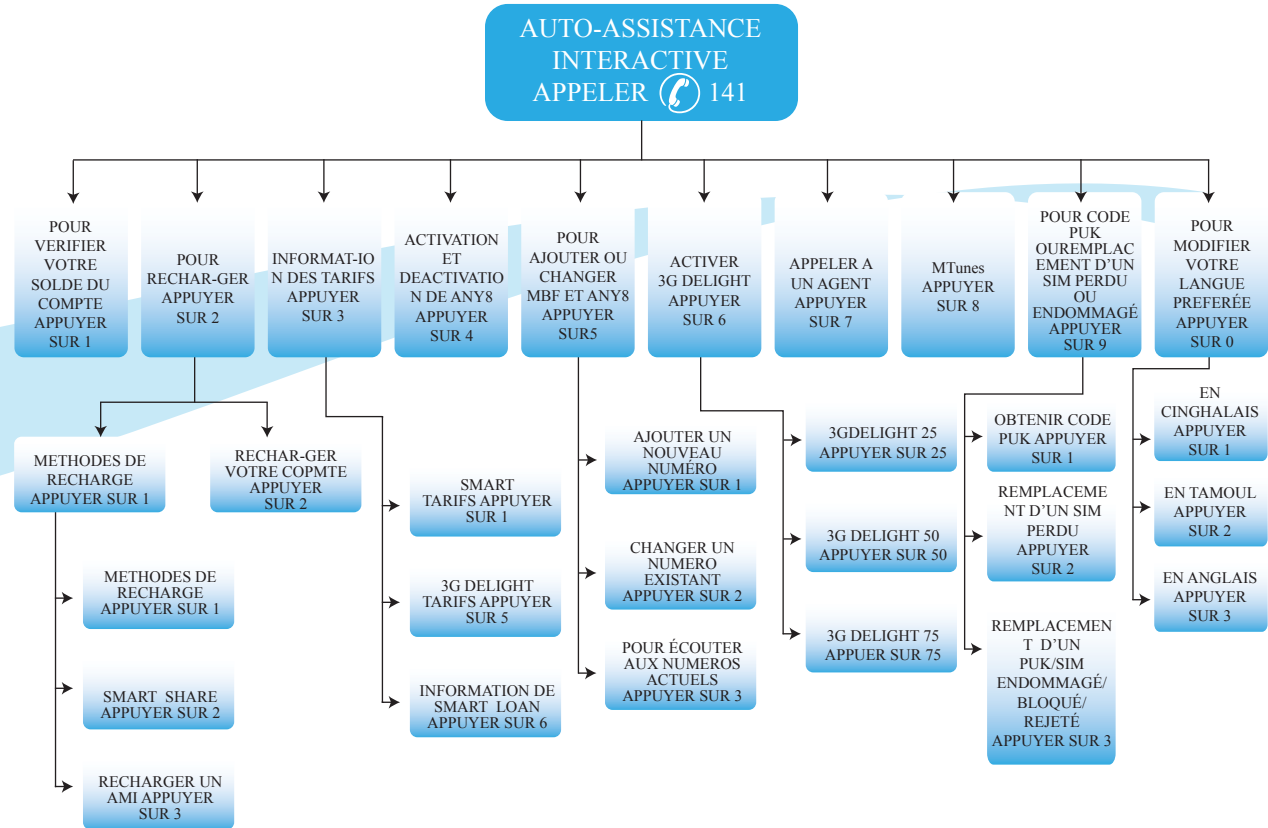 AUTO-ASSISTANCE
INTERACTIVE
APPELER 141
POUR
VERIFIER
VOTRE
SOLDE DU
COMPTE
APPUYER
SUR 1
POUR
RECHAR-GER
APPUYER
SUR 2
INFORMAT-IO
N DES TARIFS
APPUYER
SUR 3
ACTIVATION
ET
DEACTIVATIO
N DE ANY8
APPUYER
SUR 4
POUR
AJOUTER OU
CHANGER
MBF ET ANY8
APPUYER
SUR5
ACTIVER
3G DELIGHT
APPUYER
SUR 6
APPELER A
UN AGENT
APPUYER
SUR 7
MTunes
APPUYER
SUR 8
POUR CODE
PUK
OUREMPLAC
EMENT D’UN
SIM PERDU
OU
ENDOMMAGÉ
APPUYER
SUR 9
POUR
MODIFIER
VOTRE
LANGUE
PREFERÉE
APPUYER
SUR 0
METHODES DE
RECHARGE
APPUYER SUR 1
RECHAR-GER
VOTRE COPMTE
APPUYER
SUR 2
METHODES DE
RECHARGE
APPUYER SUR 1
SMART SHARE
APPUYER SUR 2
RECHARGER UN
AMI APPUYER
SUR 3
SMART
TARIFS APPUYER
SUR 1
3G DELIGHT
TARIFS APPUYER
SUR 5
INFORMATION DE
SMART LOAN
APPUYER SUR 6
AJOUTER UN
NOUVEAU
NUMÉRO
APPUYER SUR 1
CHANGER UN
NUMERO
EXISTANT
APPUYER SUR 2
POUR ÉCOUTER
AUX NUMEROS
ACTUELS
APPUYER SUR 3
3GDELIGHT 25
APPUYER SUR 25
3G DELIGHT 50
APPUYER SUR 50
3G DELIGHT 75
APPUER SUR 75
OBTENIR CODE
PUK APPUYER
SUR 1
REMPLACEME
NT D’UN SIM
PERDU
APPUYER
SUR 2
REMPLACEMEN
T D’UN
PUK/SIM
ENDOMMAGÉ/
BLOQUÉ/
REJETÉ
APPUYER SUR 3
EN
CINGHALAIS
APPUYER
SUR 1
EN TAMOUL
APPUYER
SUR 2
EN ANGLAIS
APPUYER
SUR 3